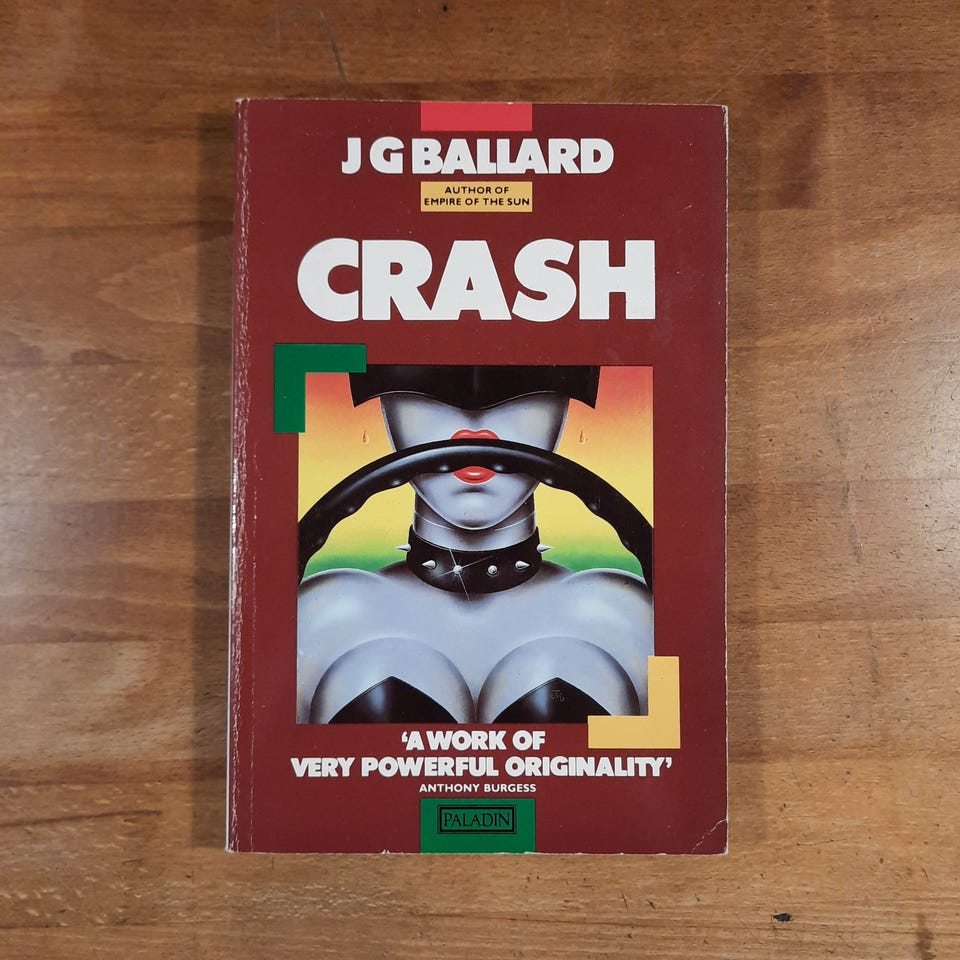 J G BALLARD
AUTHOR OF
EMPIRE OF THE SUN
CRASH
‘A WORK OF
VERY POWERFUL ORIGINALITY’
ANTHONY BURGESS
PALADIN